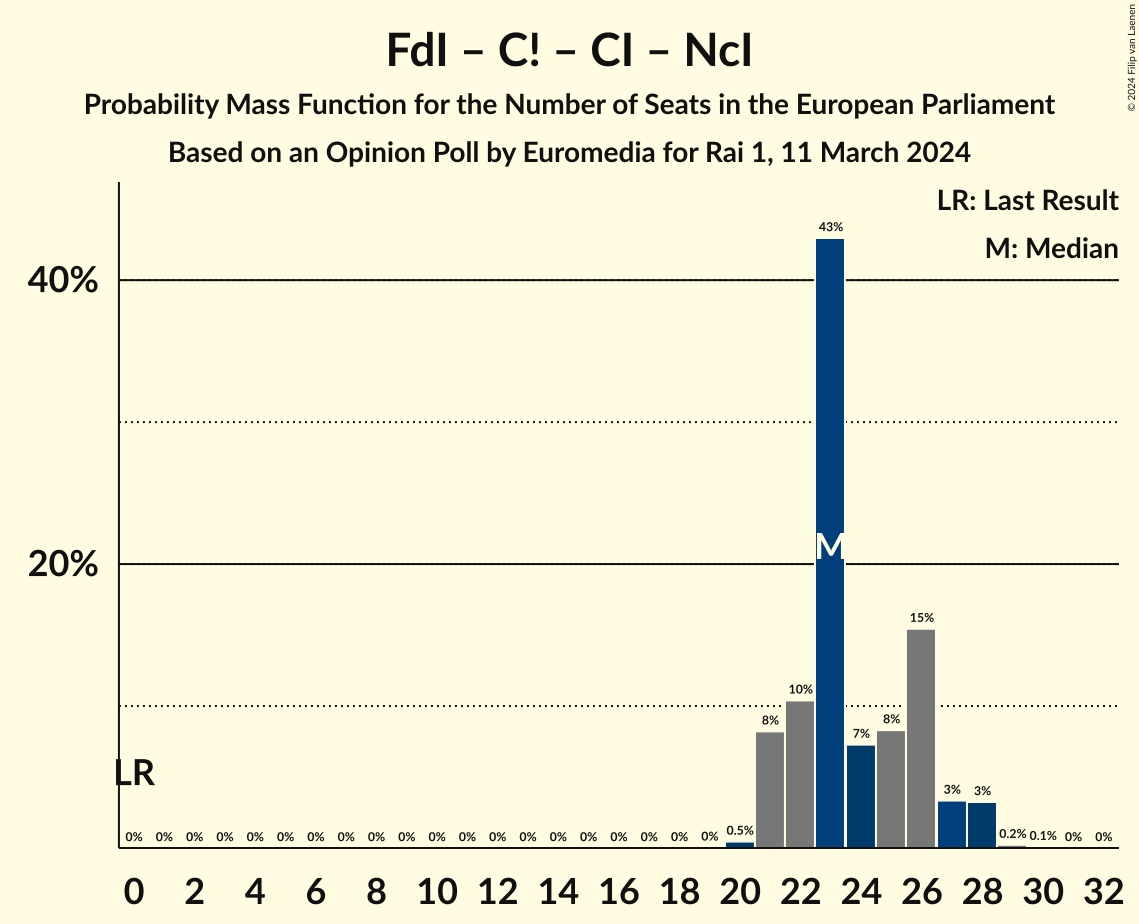 FdI – C! – CI – NcI
Probability Mass Function for the Number of Seats in the European Parliament
Based on an Opinion Poll by Euromedia for Rai 1, 11 March 2024
© 2024 Filip van Laenen
LR: Last Result
M: Median
43%
40%
M
20%
15%
10%
8%
8%
7%
LR
3%
3%
0% 0% 0% 0% 0% 0% 0% 0% 0% 0% 0% 0% 0% 0% 0% 0% 0% 0% 0% 0% 0.5% 0.2% 0.1% 0% 0%
0 2 4 6 8 10 12 14 16 18 20 22 24 26 28 30 32